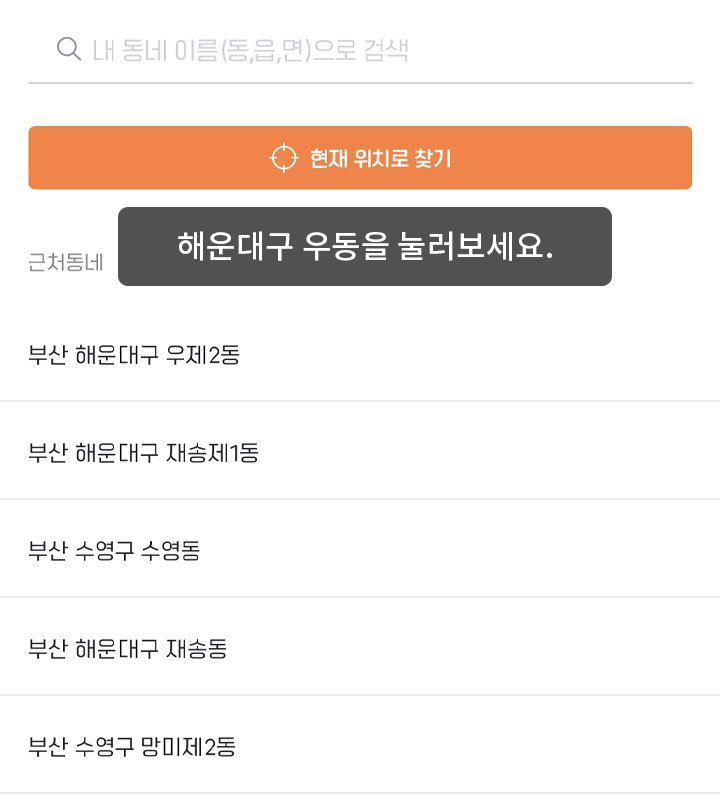 내 동네 이름(동,읍,면)으로 검색
현재 위치로 찾기
해운대구 우동을 눌러보세요.
근처동네
부산 해운대구 우제2동
부산 해운대구 재송제1동
부산 수영구 수영동
부산 해운대구 재송동
부산 수영구 망미제2동